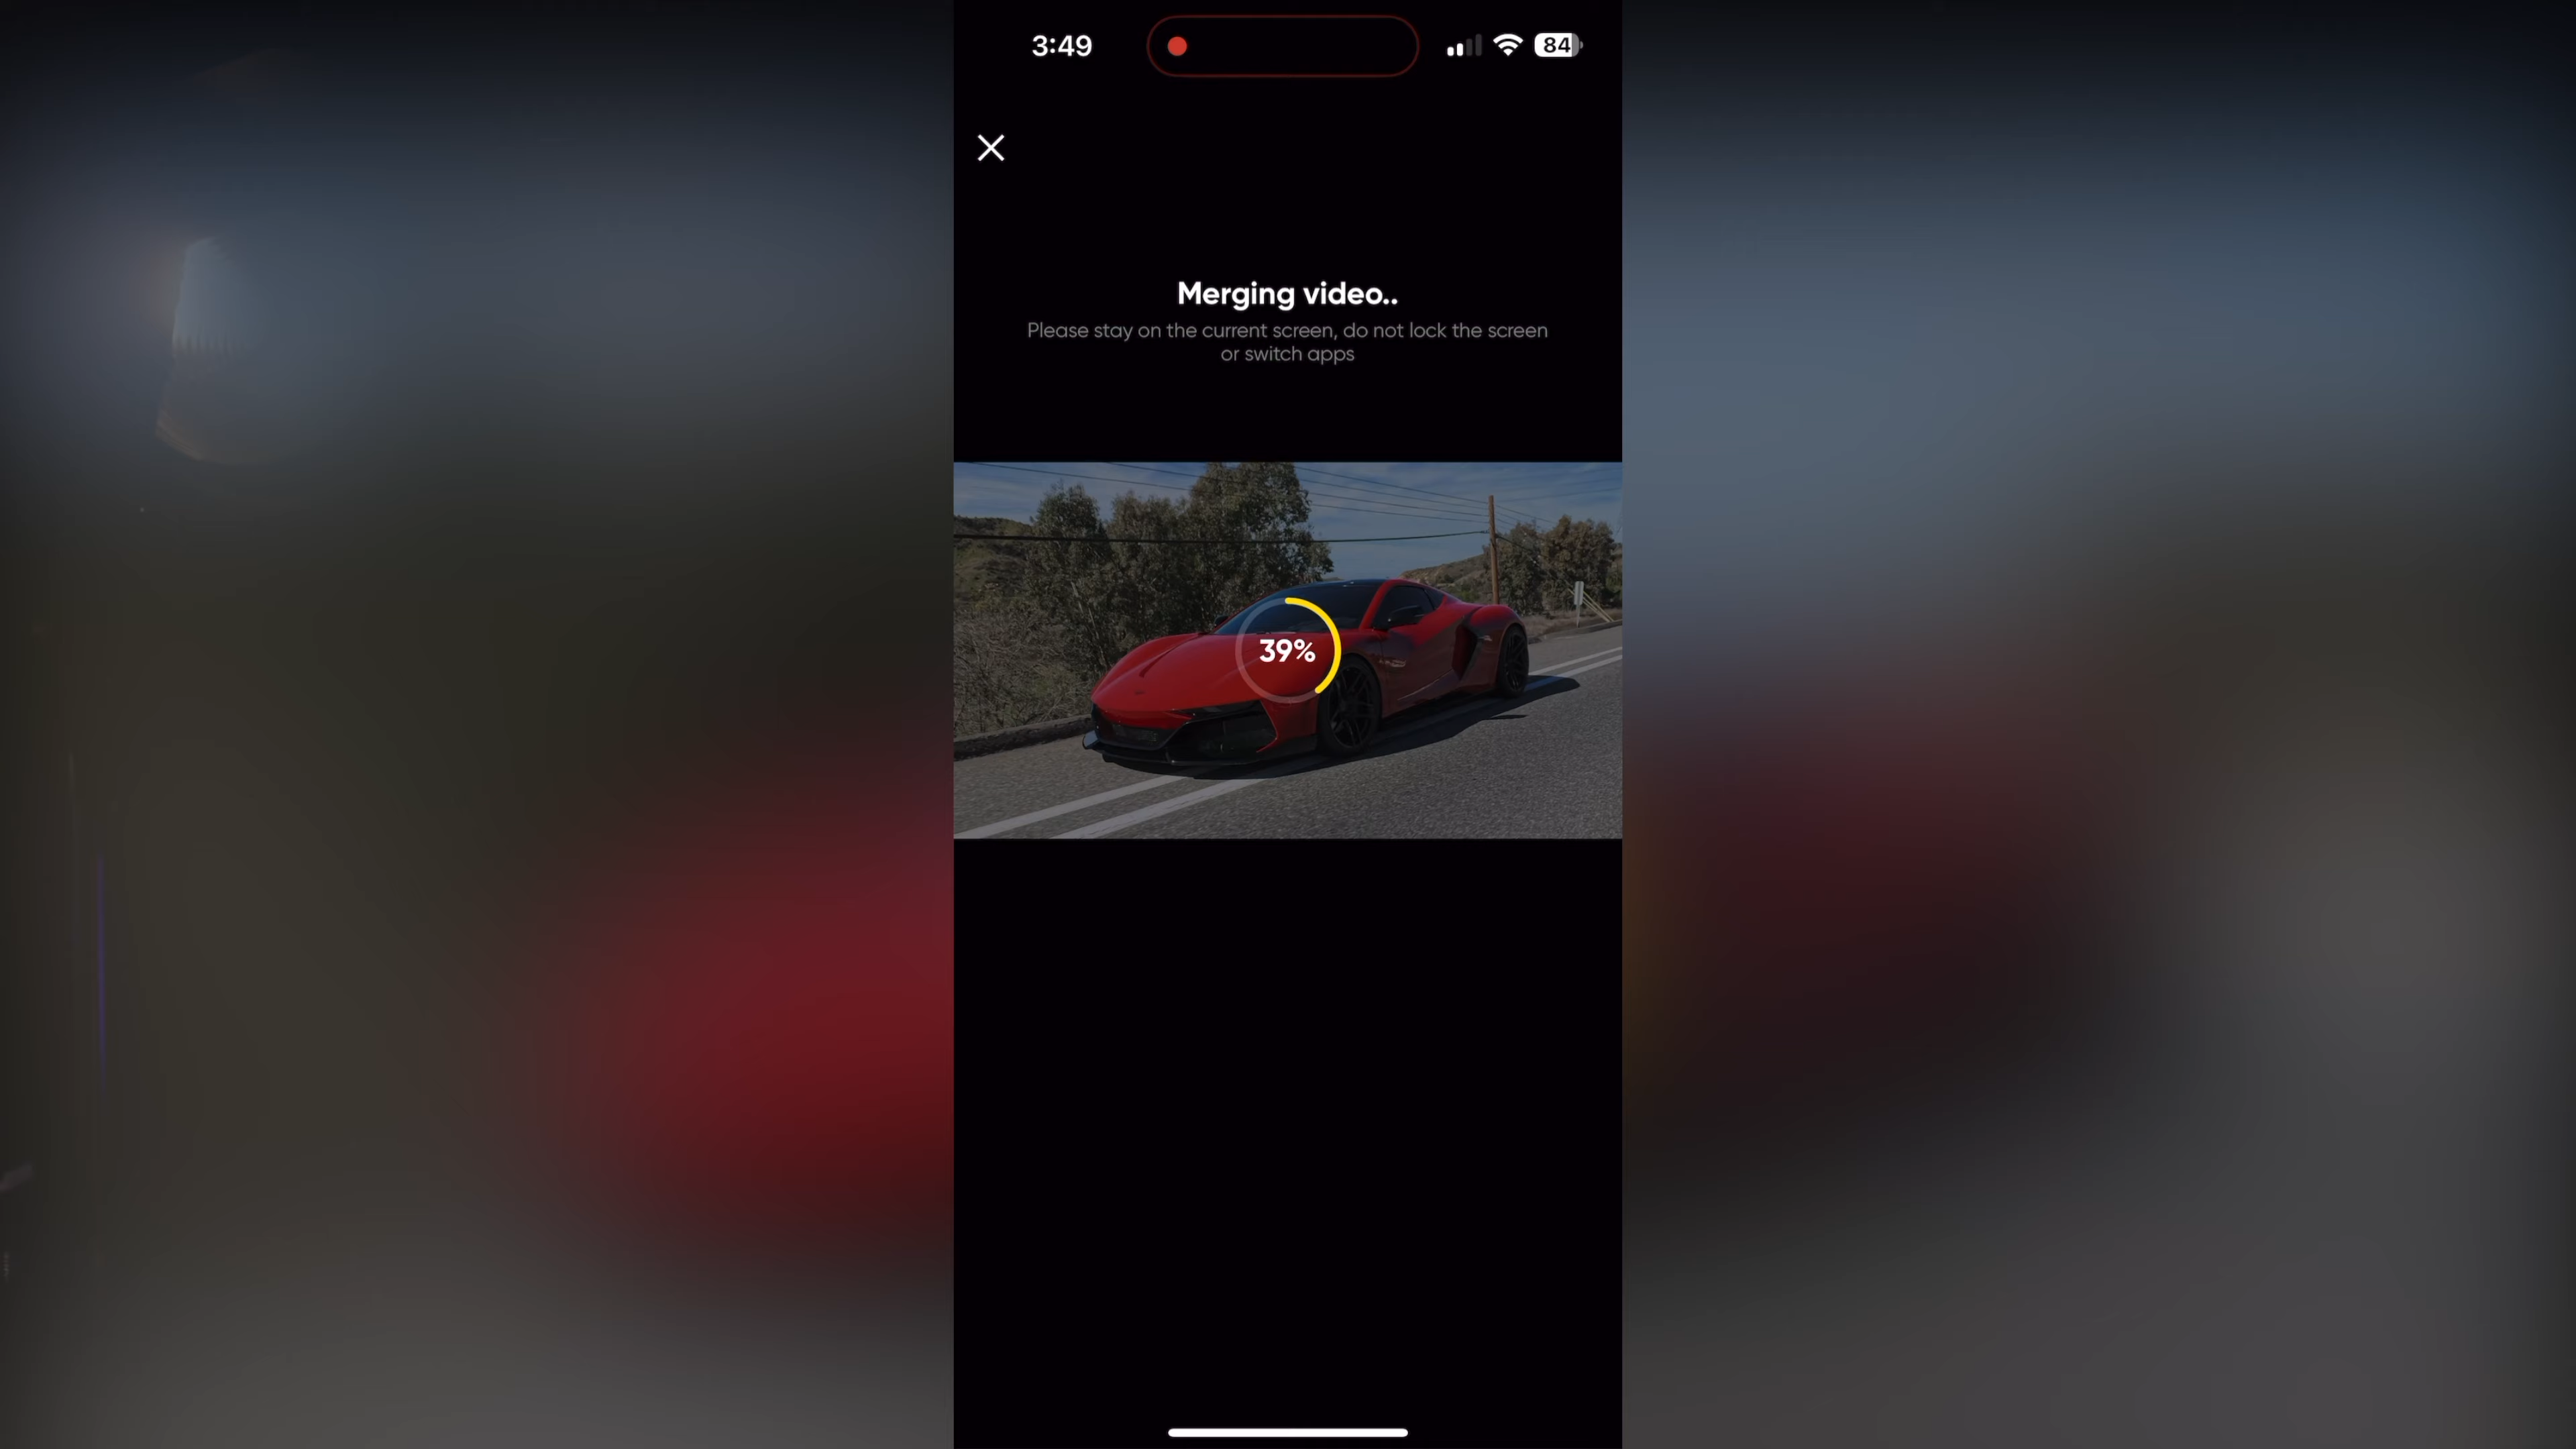 3:49
84
Merging video..
Please stay on the current screen, do not lock the screen
or switch apps
39%